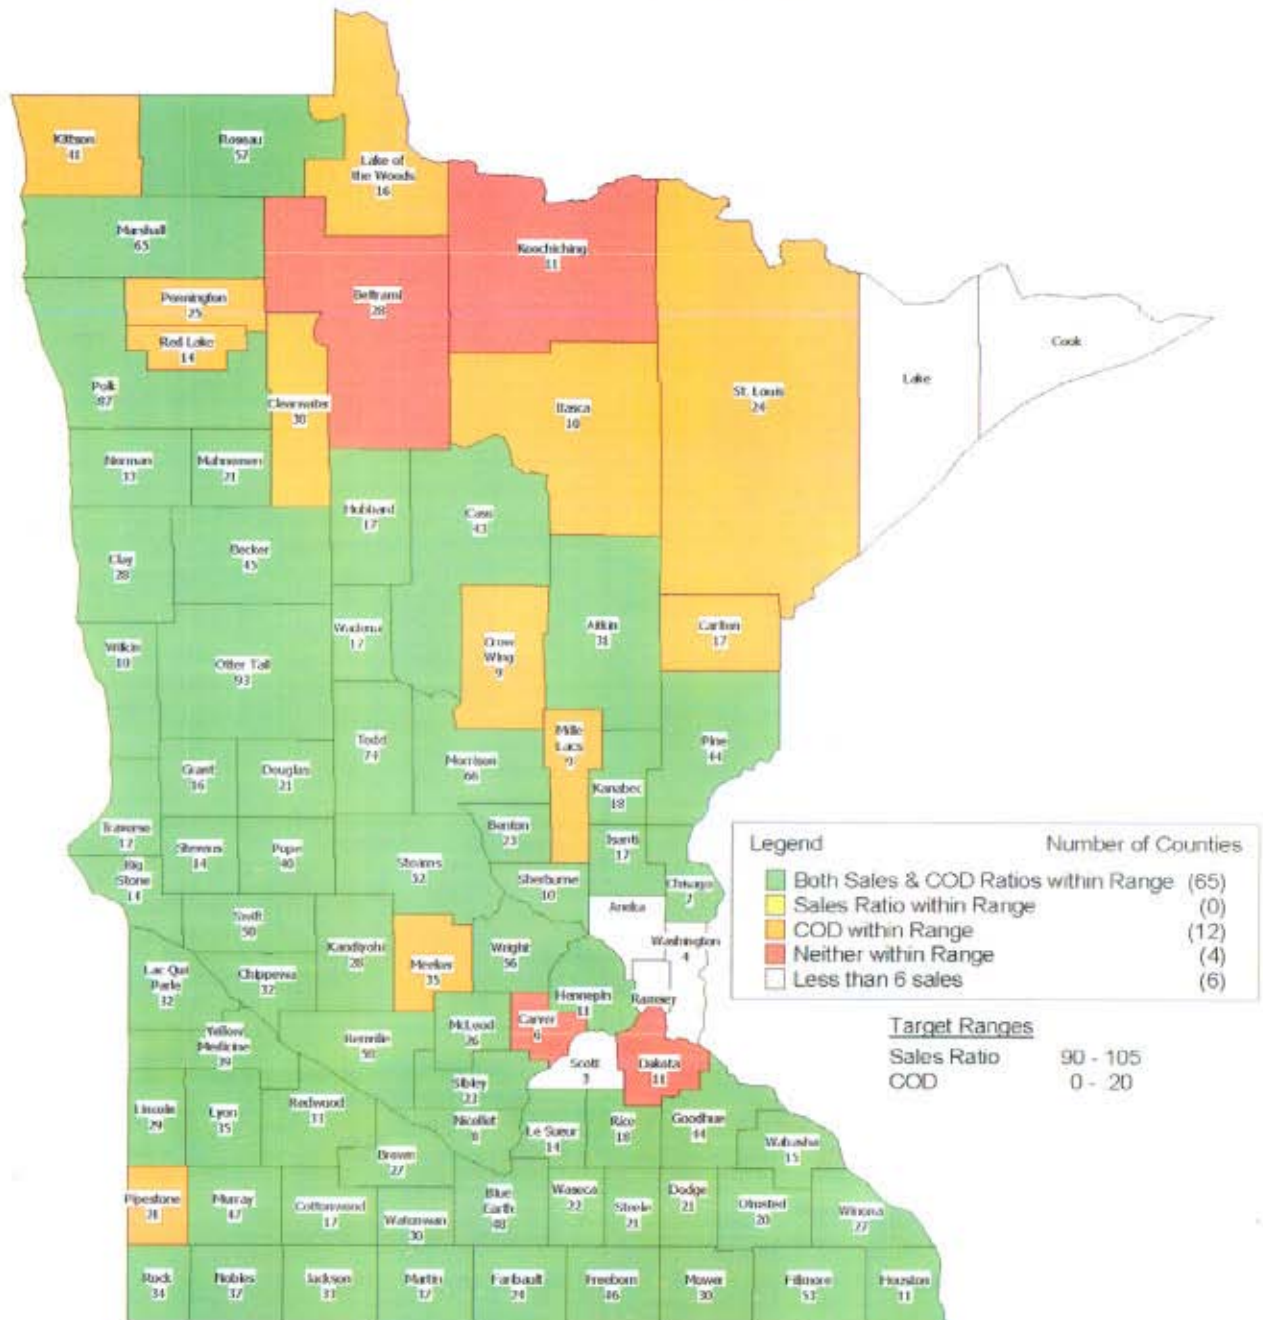 Kittson
41
Roseau
57
Lake of
the Woods
16
Marshall
65
Koochiching
11
Beltrami
28
Pennington
25
Red Lake
14
Cook
Lake
St. Louis
24
Polk
87
Clearwater
30
Itasca
10
Norman
33
Mahnomen
21
Hubbard
17
Cass
43
Clay
28
Becker
45
Wadena
17
Crow
Wing
9
Aitkin
31
Carlton
17
Wilkin
10
Otter Tail
93
Todd
74
Morrison
66
Mille
Lacs
9
Pine
44
Grant
16
Douglas
21
Kanabec
18
Traverse
12
Stevens
14
Pope
40
Stearns
52
Benton
23
Isanti
17
Big
Stone
14
Sherburne
10
Chisago
7
Anoka
Swift
50
Kandiyohi
28
Meeker
35
Wright
56
Washington
4
Lac Qui
Parle
32
Chippewa
32
Hennepin
11
Ramsey
Yellow
Medicine
39
Renville
50
McLeod
26
Carver
6
Scott
3
Dakota
11
Sibley
23
Lincoln
29
Lyon
35
Redwood
33
Nicollet
8
Le Sueur
14
Rice
18
Goodhue
44
Wabasha
15
Brown
27
Pipestone
Murray
47
Cottonwood
17
Watonwan
30
Blue
Earth
48
Waseca
22
Steele
21
Dodge
21
Olmsted
20
Winona
27
Rock
34
Nobles
37
Jackson
33
Martin
37
Faribault
24
Freeborn
46
Mower
30
Fillmore
53
Houston
11
Legend Number of Counties
Both Sales & COD Ratios within Range (65)
Sales Ratio within Range (0)
COD within Range (12)
Neither within Range (4)
Less than 6 sales (6)
Target Ranges
Sales Ratio 90 - 105
COD 0 - 20